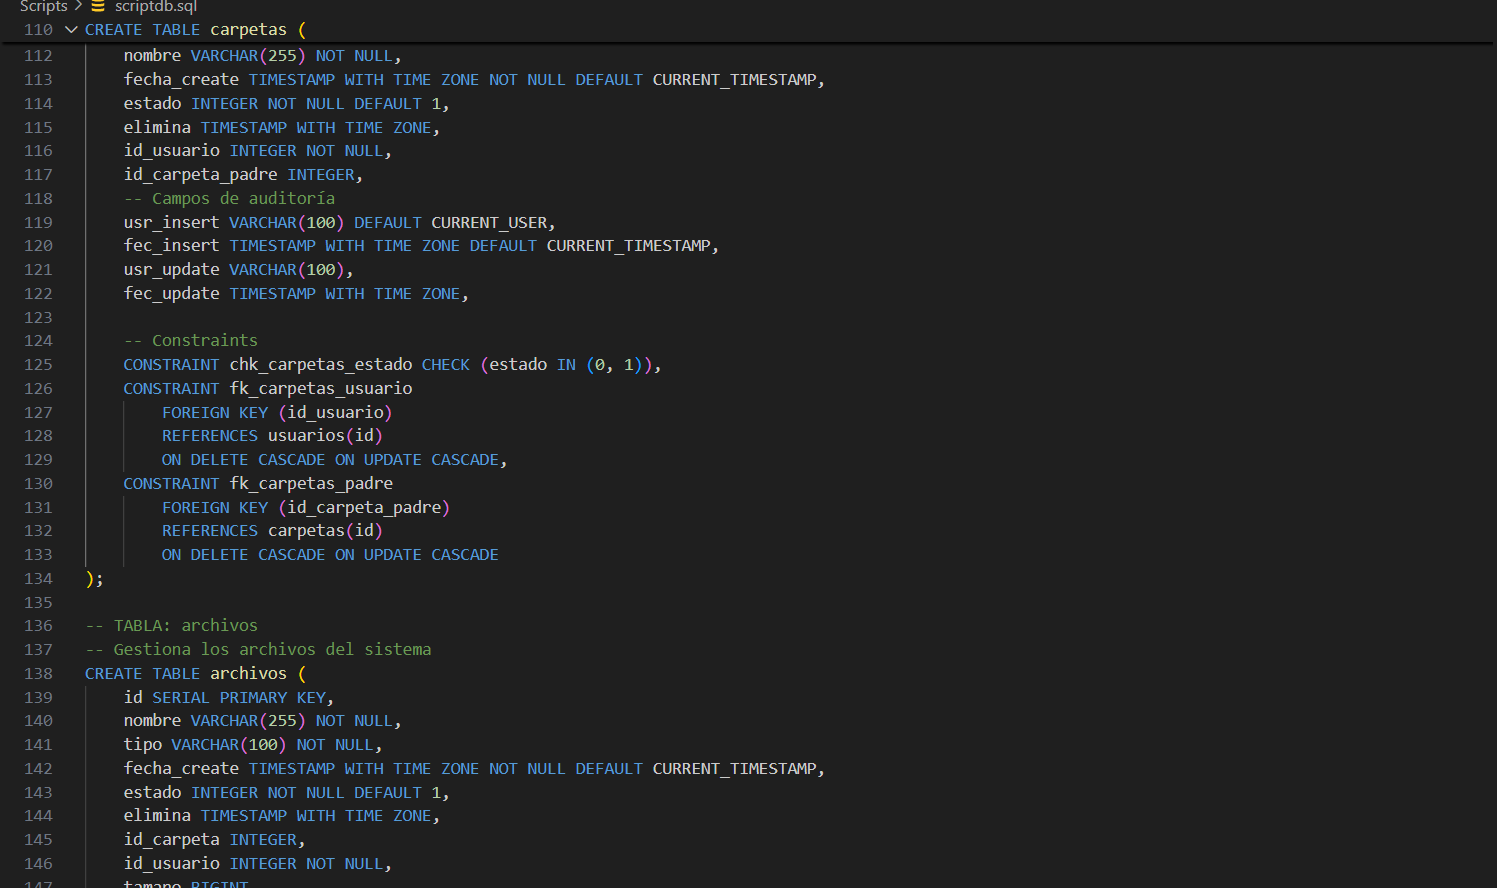 Scripts > scriptdb.sql
110 CREATE TABLE carpetas (
112 nombre VARCHAR(255) NOT NULL,
113 fecha_create TIMESTAMP WITH TIME ZONE NOT NULL DEFAULT CURRENT_TIMESTAMP,
114 estado INTEGER NOT NULL DEFAULT 1,
115 elimina TIMESTAMP WITH TIME ZONE,
116 id_usuario INTEGER NOT NULL,
117 id_carpeta_padre INTEGER,
118 -- Campos de auditoría
119 usr_insert VARCHAR(100) DEFAULT CURRENT_USER,
120 fec_insert TIMESTAMP WITH TIME ZONE DEFAULT CURRENT_TIMESTAMP,
121 usr_update VARCHAR(100),
122 fec_update TIMESTAMP WITH TIME ZONE,
123
124 -- Constraints
125 CONSTRAINT chk_carpetas_estado CHECK (estado IN (0, 1)),
126 CONSTRAINT fk_carpetas_usuario
127 FOREIGN KEY (id_usuario)
128 REFERENCES usuarios(id)
129 ON DELETE CASCADE ON UPDATE CASCADE,
130 CONSTRAINT fk_carpetas_padre
131 FOREIGN KEY (id_carpeta_padre)
132 REFERENCES carpetas(id)
133 ON DELETE CASCADE ON UPDATE CASCADE
134 );
135
136 -- TABLA: archivos
137 -- Gestiona los archivos del sistema
138 CREATE TABLE archivos (
139 id SERIAL PRIMARY KEY,
140 nombre VARCHAR(255) NOT NULL,
141 tipo VARCHAR(100) NOT NULL,
142 fecha_create TIMESTAMP WITH TIME ZONE NOT NULL DEFAULT CURRENT_TIMESTAMP,
143 estado INTEGER NOT NULL DEFAULT 1,
144 elimina TIMESTAMP WITH TIME ZONE,
145 id_carpeta INTEGER,
146 id_usuario INTEGER NOT NULL,
147 tamano BIGINT